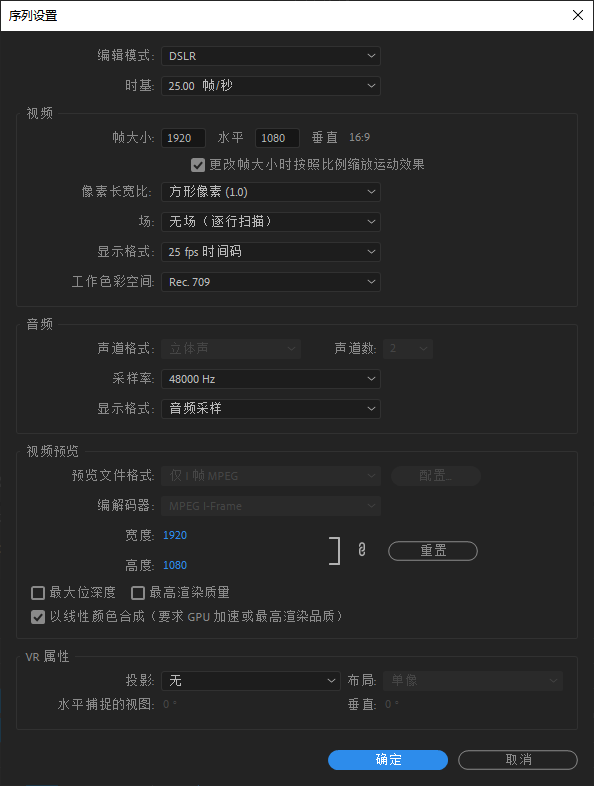 序列设置
编辑模式: DSLR
时基: 25.00 帧/秒
视频
帧大小: 1920 水平 1080 垂直 16:9
更改帧大小时按照比例缩放运动效果
像素长宽比: 方形像素 (1.0)
场: 无场（逐行扫描）
显示格式: 25 fps 时间码
工作色彩空间: Rec. 709
音频
声道格式: 立体声 声道数: 2
采样率: 48000 Hz
显示格式: 音频采样
视频预览
预览文件格式: 仅 I 帧 MPEG 配置...
编解码器: MPEG I-Frame
宽度: 1920
高度: 1080
重置
最大位深度 最高渲染质量
以线性颜色合成（要求 GPU 加速或最高渲染品质）
VR 属性
投影: 无 布局: 单像
水平捕捉的视图: 0 ° 垂直: 0 °
确定 取消